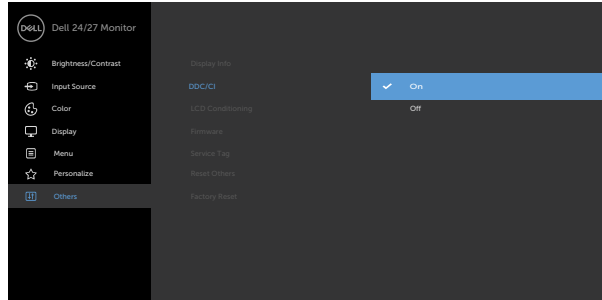 DELL
Dell 24/27 Monitor
Brightness/Contrast
Input Source
Color
Display
Menu
Personalize
Others
Display Info
DDC/CI
LCD Conditioning
Firmware
Service Tag
Reset Others
Factory Reset
On
Off